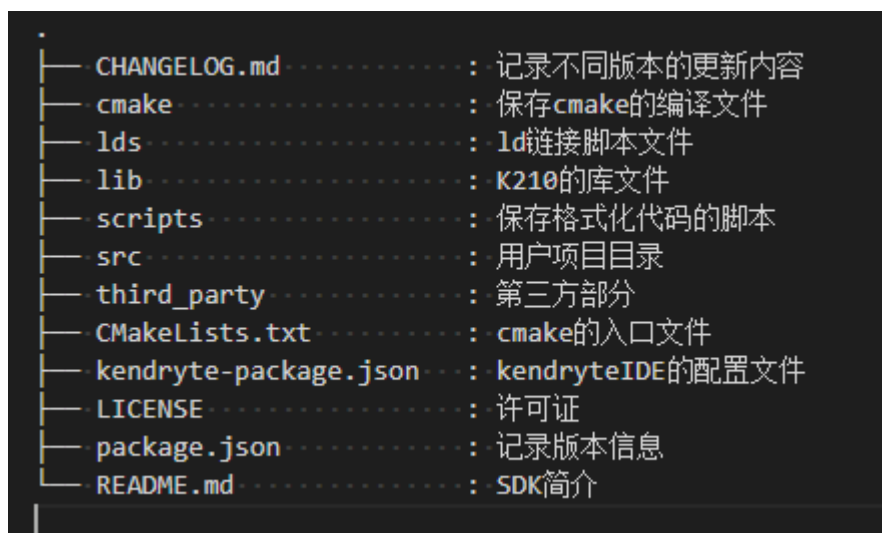 .
├── CHANGELOG.md : 记录不同版本的更新内容
├── cmake : 保存cmake的编译文件
├── lds : ld链接脚本文件
├── lib : K210的库文件
├── scripts : 保存格式化代码的脚本
├── src : 用户项目目录
├── third_party : 第三方部分
├── CMakeLists.txt : cmake的入口文件
├── kendryte-package.json : kendryteIDE的配置文件
├── LICENSE : 许可证
├── package.json : 记录版本信息
└── README.md : SDK简介